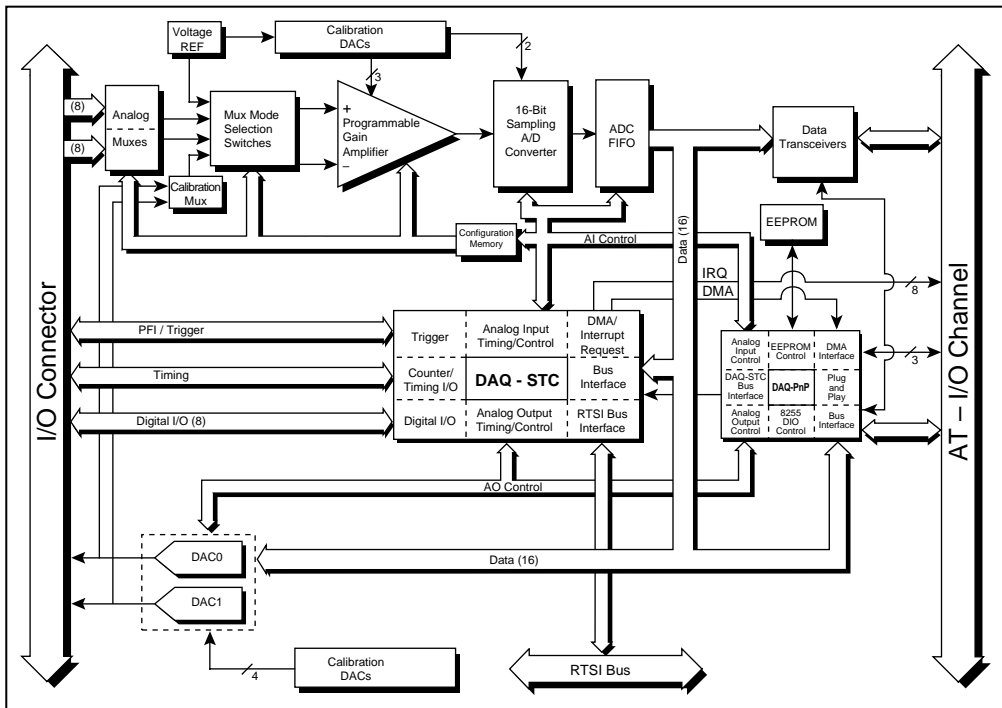 Voltage
REF
Calibration
DACs
2
3
(8)
(8)
Analog
Muxes
Mux Mode
Selection
Switches
+
Programmable
Gain
Amplifier
–
16-Bit
Sampling
A/D
Converter
ADC
FIFO
Data
Transceivers
Calibration
Mux
EEPROM
Configuration
Memory
AI Control
Data (16)
IRQ
DMA
8
I/O Connector
AT – I/O Channel
PFI / Trigger
Timing
Digital I/O (8)
Trigger
Analog Input
Timing/Control
DMA/
Interrupt
Request
Counter/
Timing I/O
DAQ - STC
Bus
Interface
Digital I/O
Analog Output
Timing/Control
RTSI Bus
Interface
Analog
Input
Control
EEPROM
Control
DMA
Interface
3
DAQ-STC
Bus
Interface
DAQ-PnP
Plug
and
Play
Analog
Output
Control
8255
DIO
Control
Bus
Interface
AO Control
DAC0
Data (16)
DAC1
4
Calibration
DACs
RTSI Bus